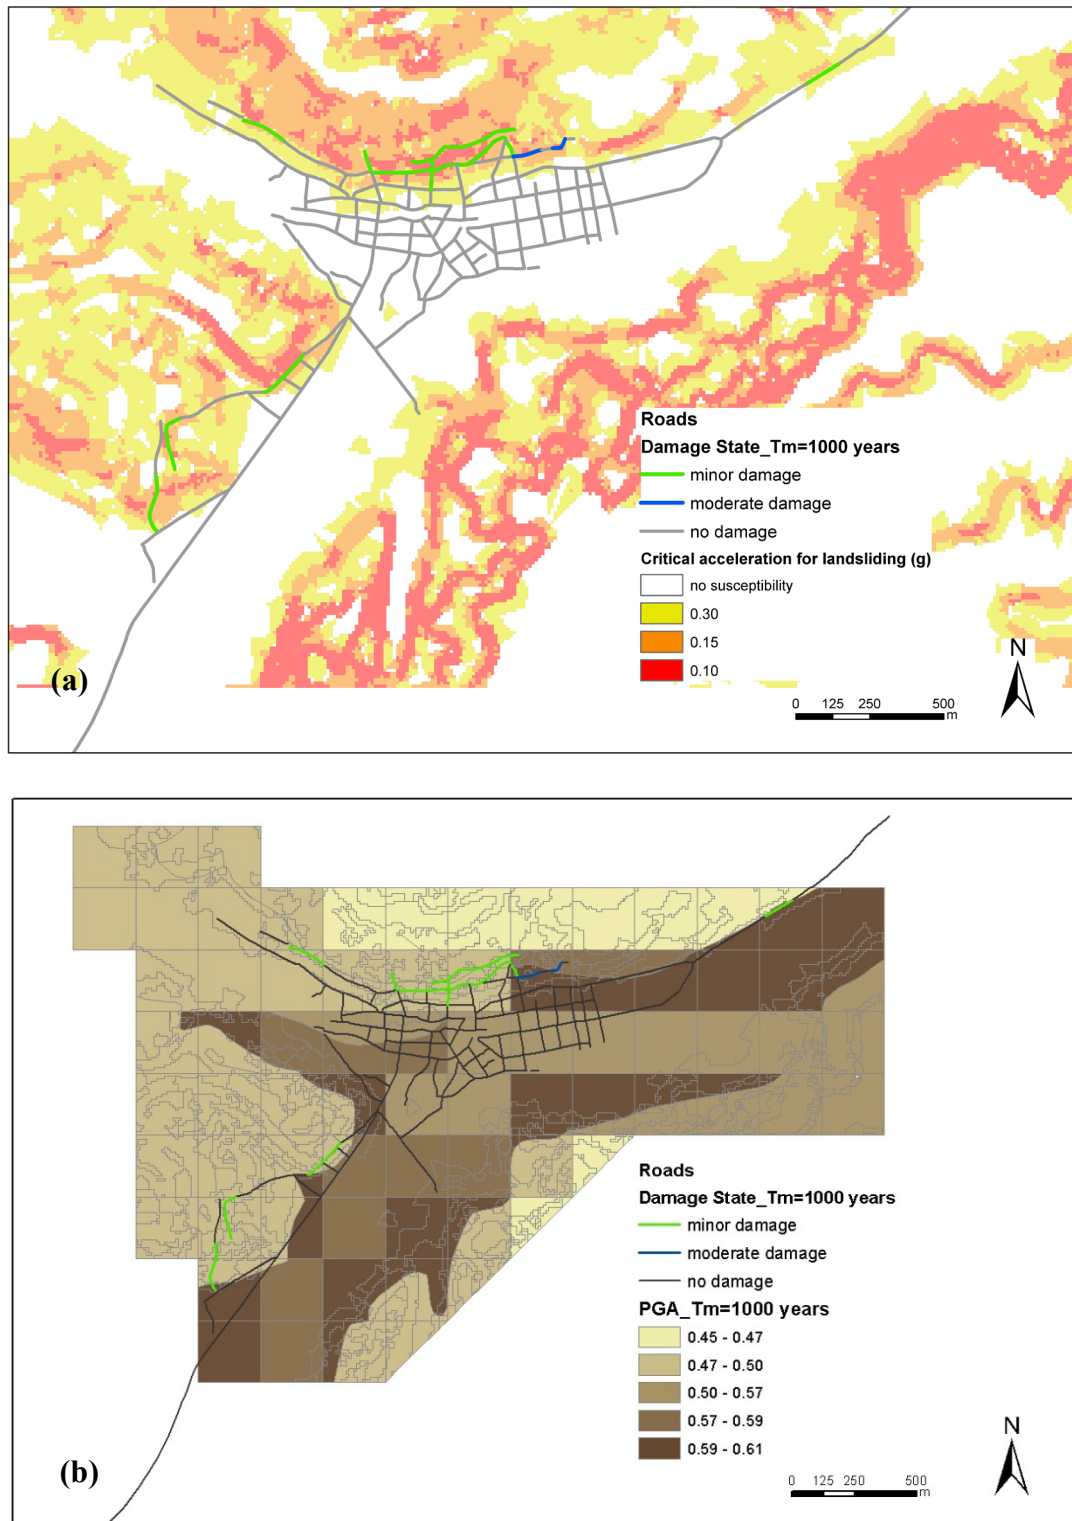 Roads
Damage State_Tm=1000 years
minor damage
moderate damage
no damage
Critical acceleration for landsliding (g)
no susceptibility
0.30
0.15
0.10
N
0 125 250 500
m
(a)
Roads
Damage State_Tm=1000 years
minor damage
moderate damage
no damage
PGA_Tm=1000 years
0.45 - 0.47
0.47 - 0.50
0.50 - 0.57
0.57 - 0.59
0.59 - 0.61
N
0 125 250 500
m
(b)